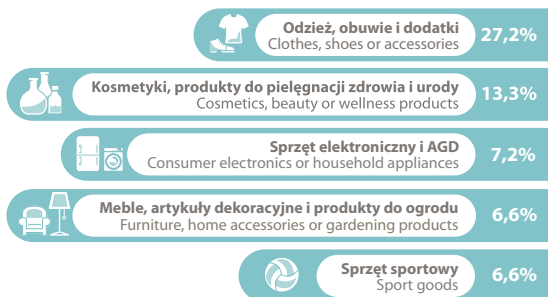 Odzież, obuwie i dodatki
Clothes, shoes or accessories
27,2%
Kosmetyki, produkty do pielęgnacji zdrowia i urody
Cosmetics, beauty or wellness products
13,3%
Sprzęt elektroniczny i AGD
Consumer electronics or household appliances
7,2%
Meble, artykuły dekoracyjne i produkty do ogrodu
Furniture, home accessories or gardening products
6,6%
Sprzęt sportowy
Sport goods
6,6%